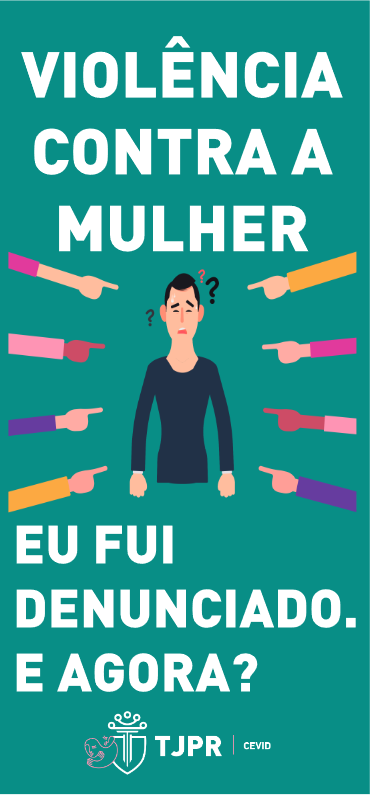 VIOLÊNCIA
CONTRA A
MULHER
? ?
?
EU FUI
DENUNCIADO.
E AGORA?
TJPR | CEVID